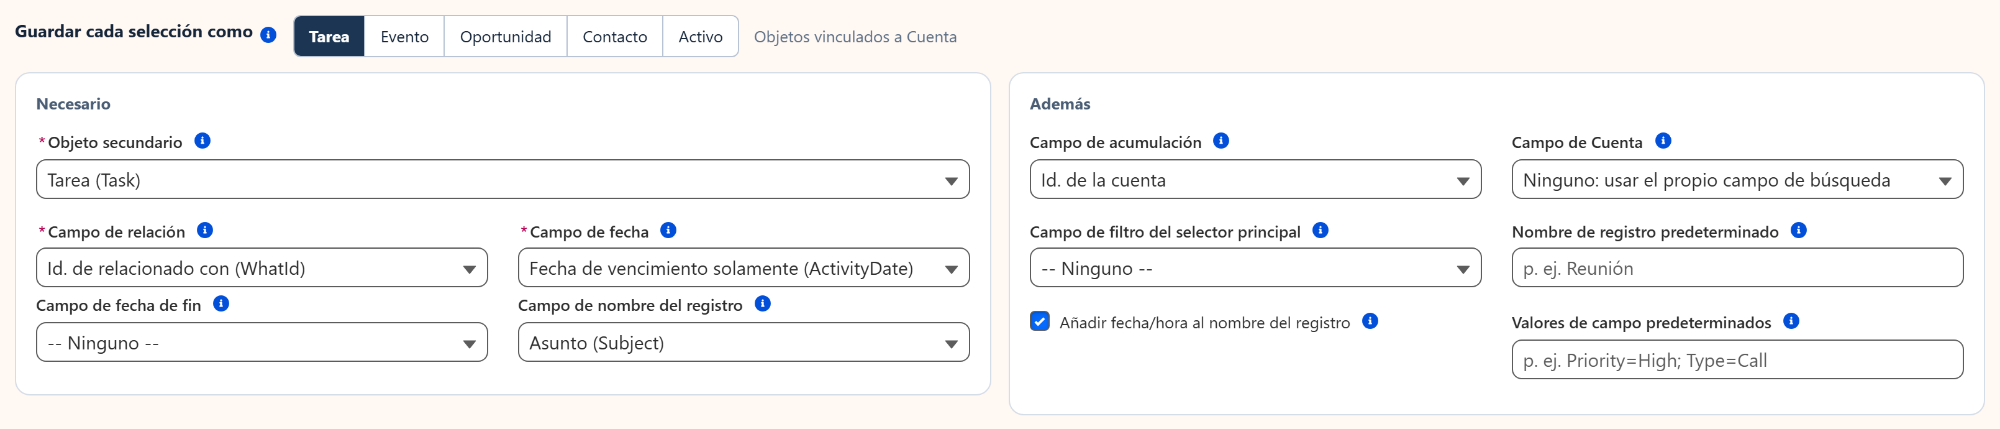 Guardar cada selección como
Tarea
Evento
Oportunidad
Contacto
Activo
Objetos vinculados a Cuenta
Necesario
* Objeto secundario
Tarea (Task)
* Campo de relación
* Campo de fecha
Id. de relacionado con (WhatId)
Fecha de vencimiento solamente (ActivityDate)
Campo de fecha de fin
Campo de nombre del registro
-- Ninguno --
Asunto (Subject)
Además
Campo de acumulación
Campo de Cuenta
Id. de la cuenta
Ninguno: usar el propio campo de búsqueda
Campo de filtro del selector principal
Nombre de registro predeterminado
-- Ninguno --
p. ej. Reunión
Añadir fecha/hora al nombre del registro
Valores de campo predeterminados
p. ej. Priority=High; Type=Call